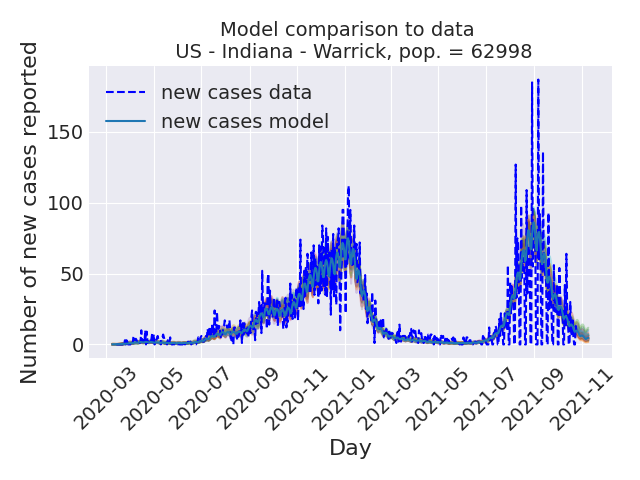 Model comparison to data
US - Indiana - Warrick, pop. = 62998
Number of new cases reported
new cases data
new cases model
150
100
50
0
2020-03
2020-05
2020-07
2020-09
2020-11
2021-01
2021-03
2021-05
2021-07
2021-09
2021-11
Day